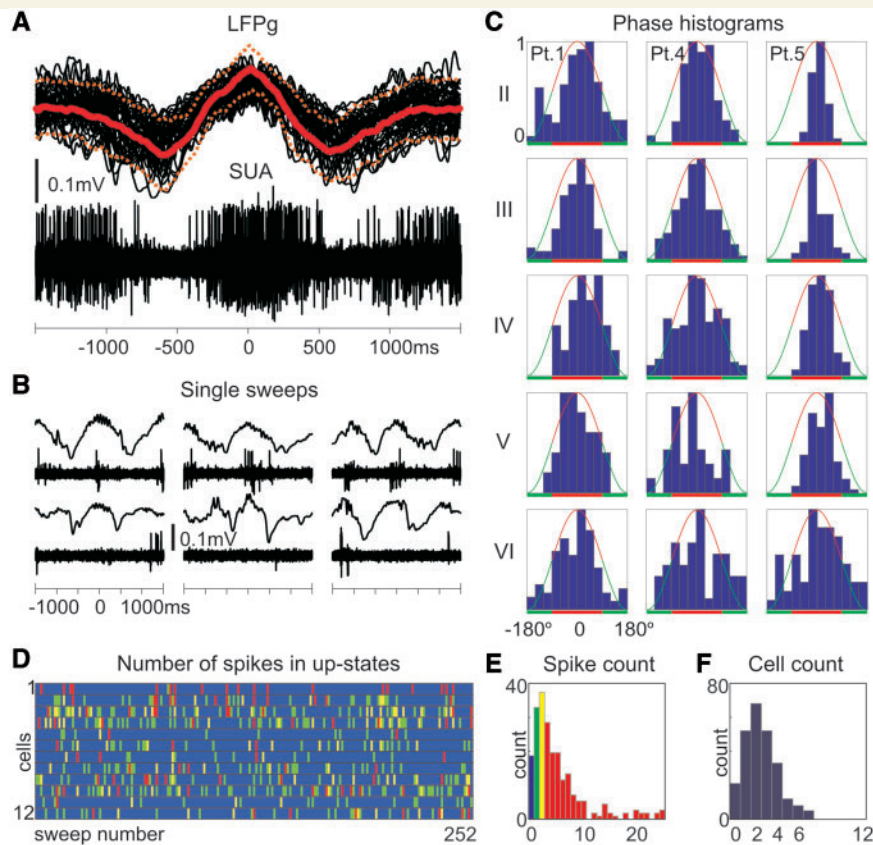 A
LFPg
0.1mV
SUA
-1000 -500 0 500 1000ms
B
Single sweeps
0.1mV
-1000 0 1000ms
C
Phase histograms
Pt.1 Pt.4 Pt.5
1
II
0
III
IV
V
VI
-180º 0 180º
D
Number of spikes in up-states
1
cells
12
sweep number 252
E
Spike count
40
count
0
0 10 20
F
Cell count
80
count
0
0 2 4 6 12